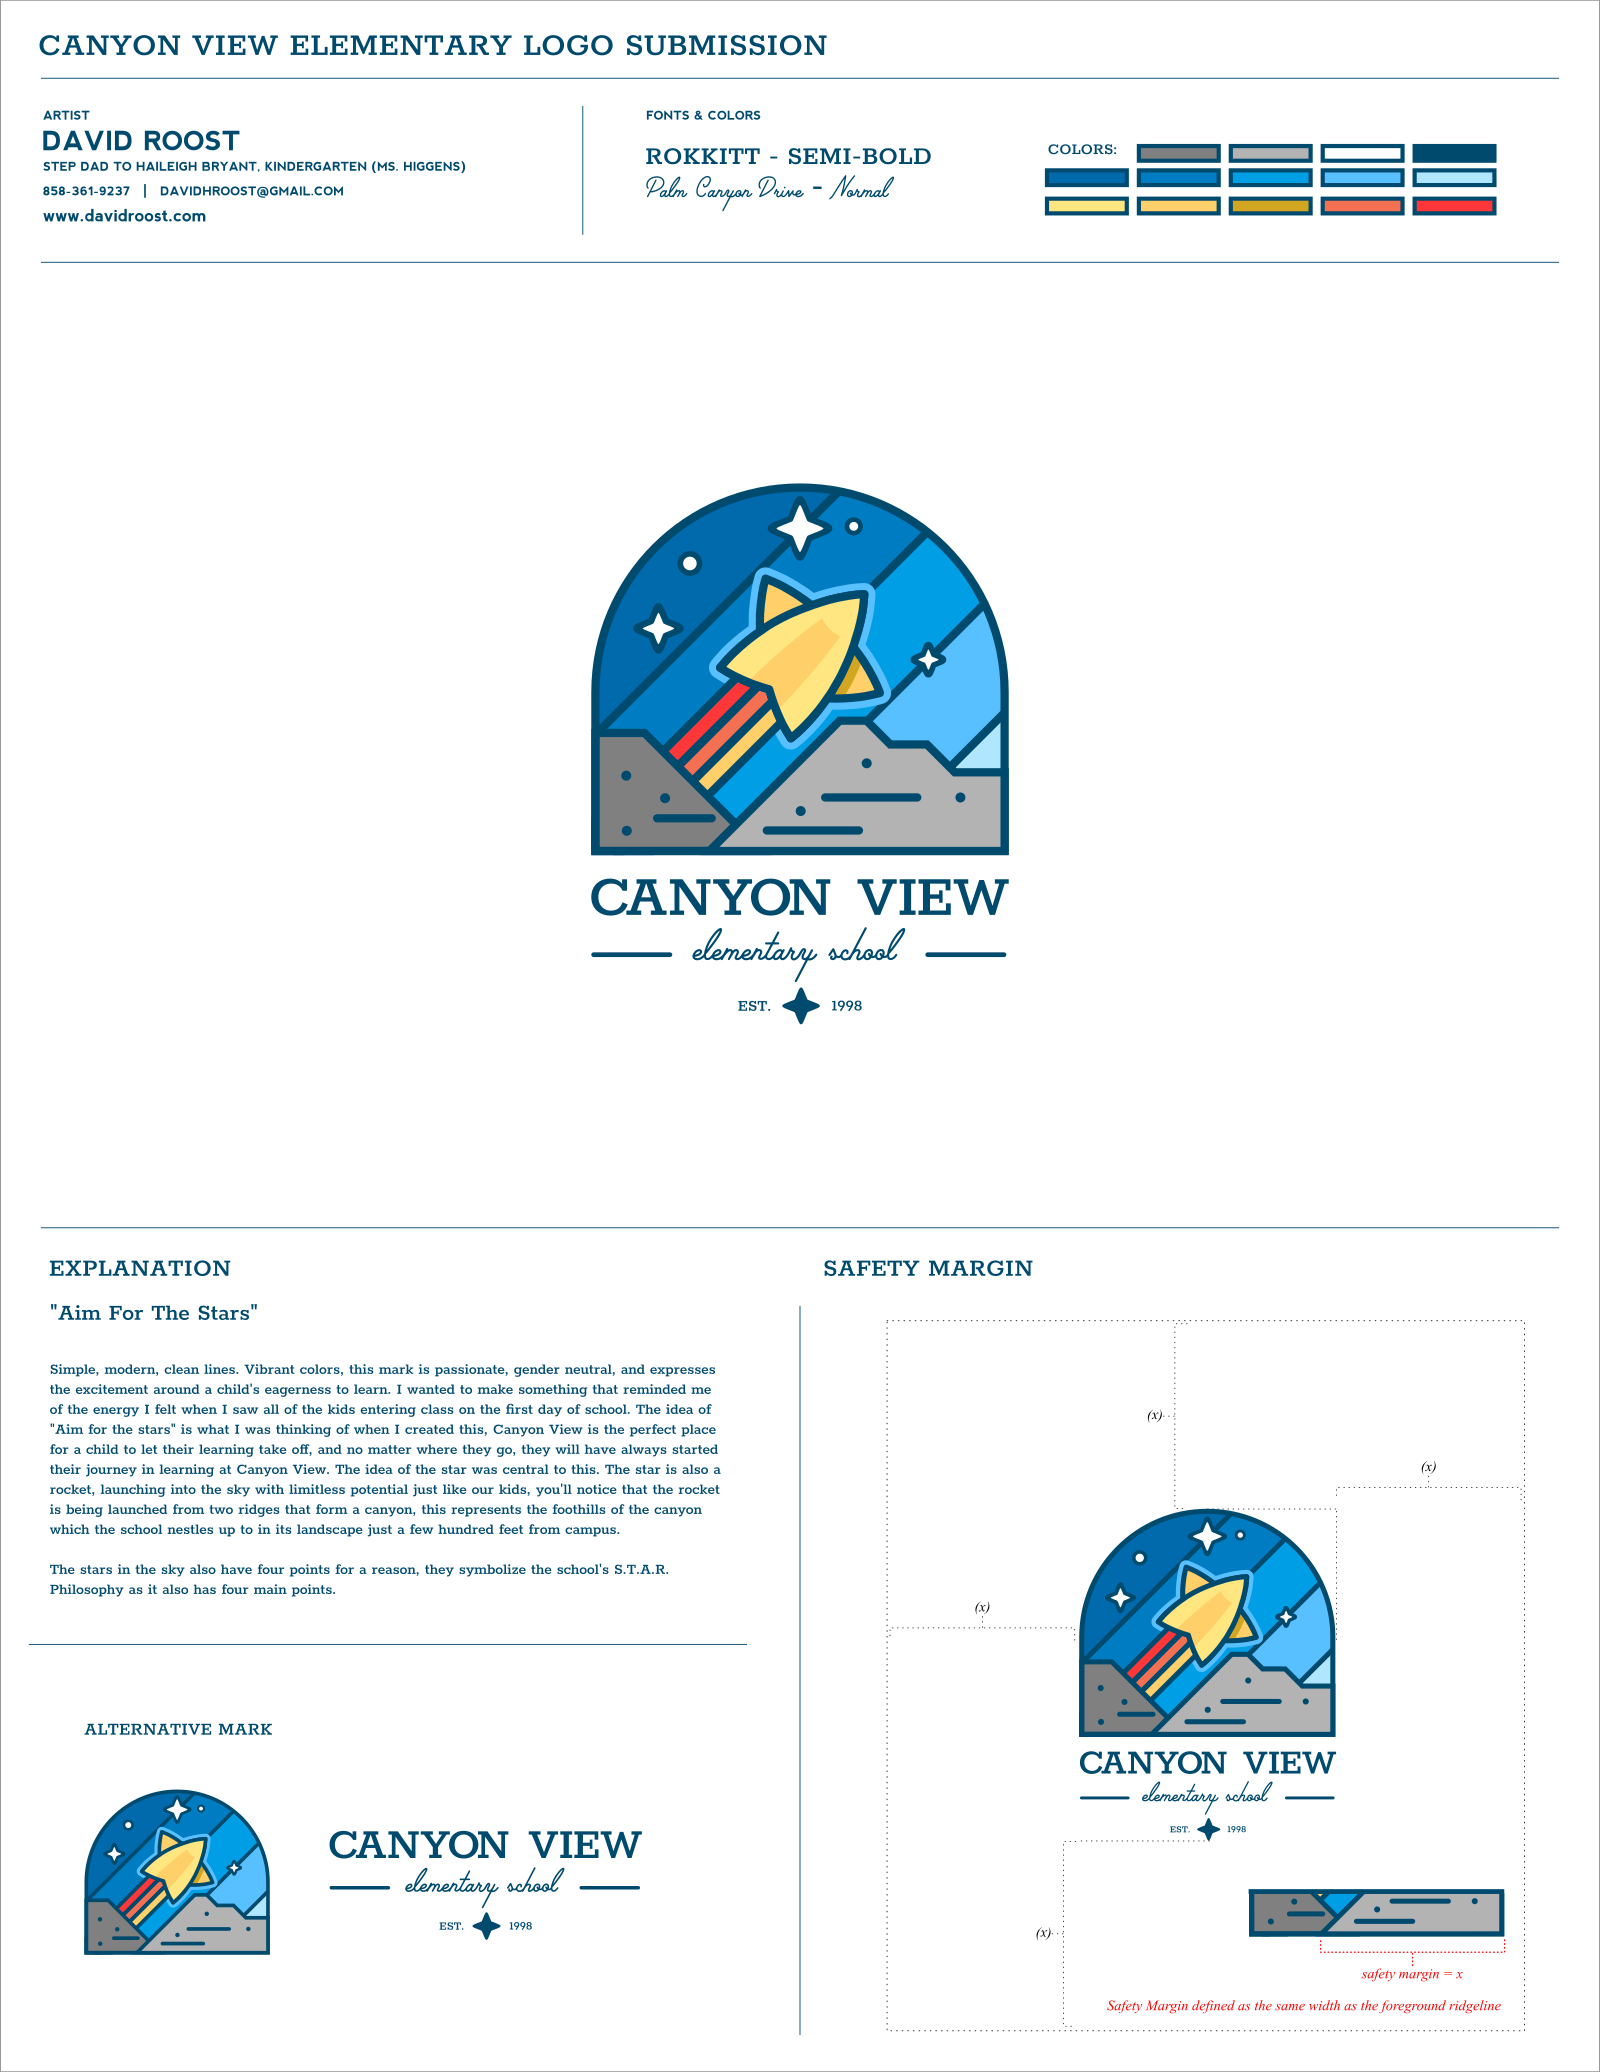 CANYON VIEW ELEMENTARY LOGO SUBMISSION
ARTIST
DAVID ROOST
STEP DAD TO HAILEIGH BRYANT, KINDERGARTEN (MS. HIGGENS)
858-361-9237 | DAVIDHROOST@GMAIL.COM
www.davidroost.com
FONTS & COLORS
ROKKITT - SEMI-BOLD
Palm Canyon Drive - Normal
COLORS:
CANYON VIEW
elementary school
EST. 1998
EXPLANATION
"Aim For The Stars"
Simple, modern, clean lines. Vibrant colors, this mark is passionate, gender neutral, and expresses
the excitement around a child's eagerness to learn. I wanted to make something that reminded me
of the energy I felt when I saw all of the kids entering class on the first day of school. The idea of
"Aim for the stars" is what I was thinking of when I created this, Canyon View is the perfect place
for a child to let their learning take off, and no matter where they go, they will have always started
their journey in learning at Canyon View. The idea of the star was central to this. The star is also a
rocket, launching into the sky with limitless potential just like our kids, you'll notice that the rocket
is being launched from two ridges that form a canyon, this represents the foothills of the canyon
which the school nestles up to in its landscape just a few hundred feet from campus.
The stars in the sky also have four points for a reason, they symbolize the school's S.T.A.R.
Philosophy as it also has four main points.
ALTERNATIVE MARK
CANYON VIEW
elementary school
EST. 1998
SAFETY MARGIN
(x)
(x)
(x)
CANYON VIEW
elementary school
EST. 1998
(x)
safety margin = x
Safety Margin defined as the same width as the foreground ridgeline